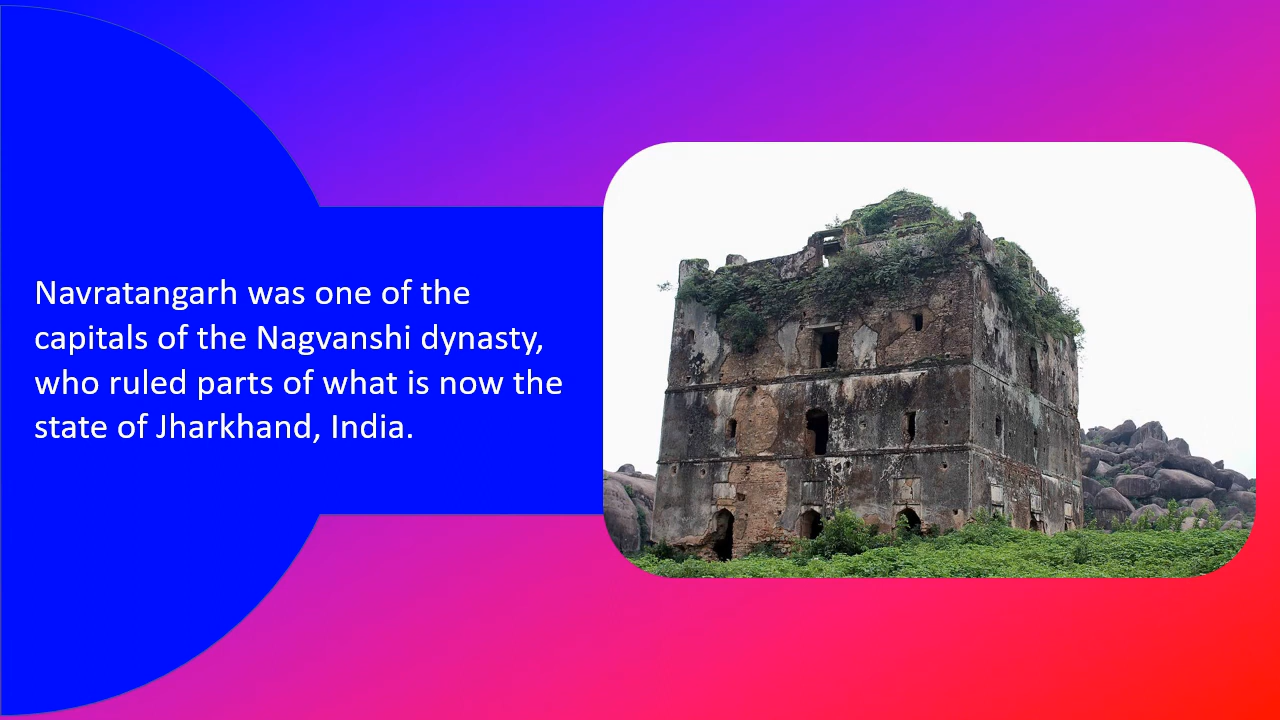 Navratangarh was one of the
capitals of the Nagvanshi dynasty,
who ruled parts of what is now the
state of Jharkhand, India.